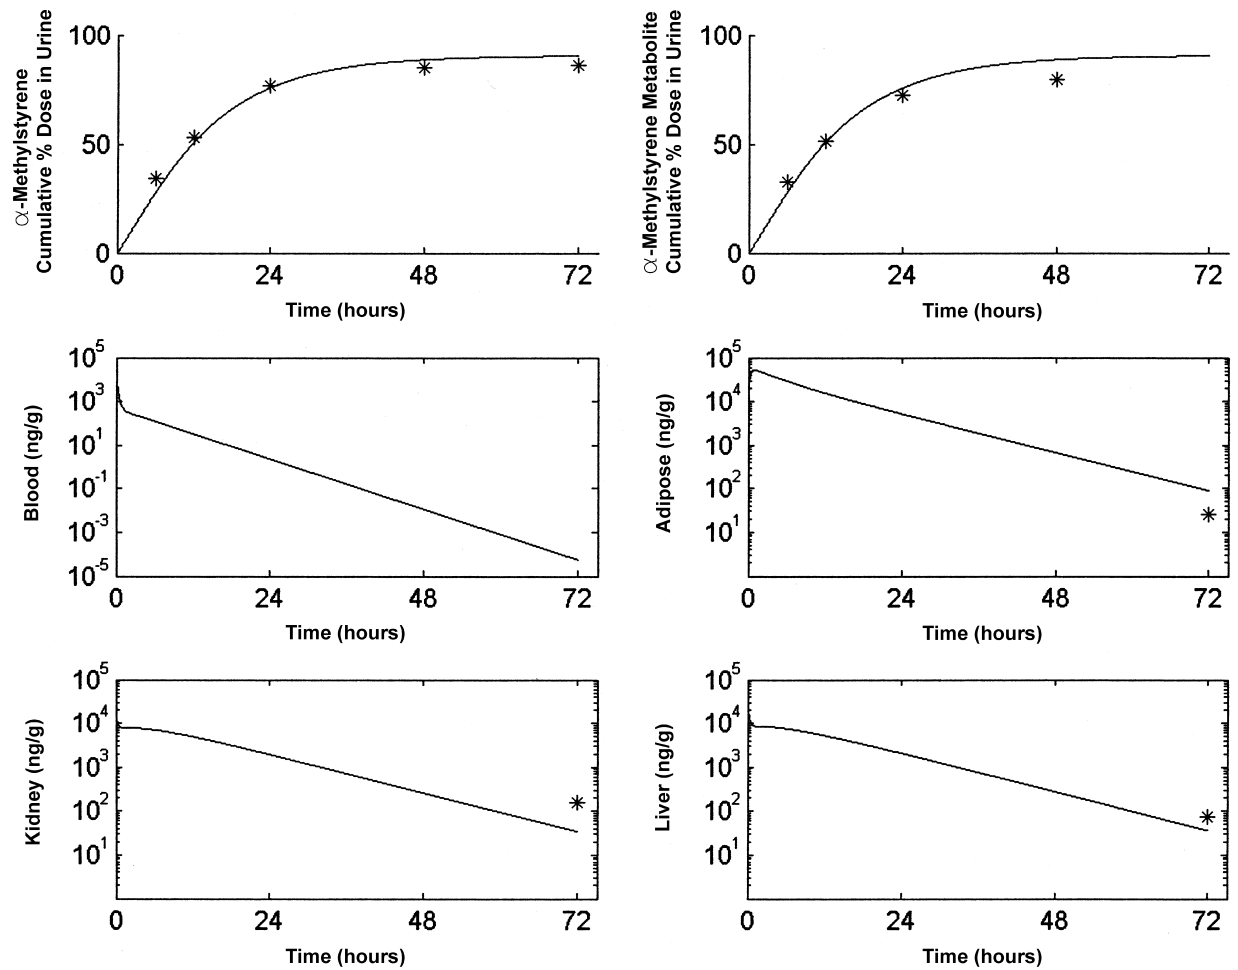 α-Methylstyrene
Cumulative % Dose in Urine
100
50
0
0 24 48 72
Time (hours)
α-Methylstyrene Metabolite
Cumulative % Dose in Urine
100
50
0
0 24 48 72
Time (hours)
Blood (ng/g)
10^5
10^3
10^1
10^-1
10^-3
10^-5
0 24 48 72
Time (hours)
Adipose (ng/g)
10^5
10^4
10^3
10^2
10^1
0 24 48 72
Time (hours)
Kidney (ng/g)
10^5
10^4
10^3
10^2
10^1
0 24 48 72
Time (hours)
Liver (ng/g)
10^5
10^4
10^3
10^2
10^1
0 24 48 72
Time (hours)